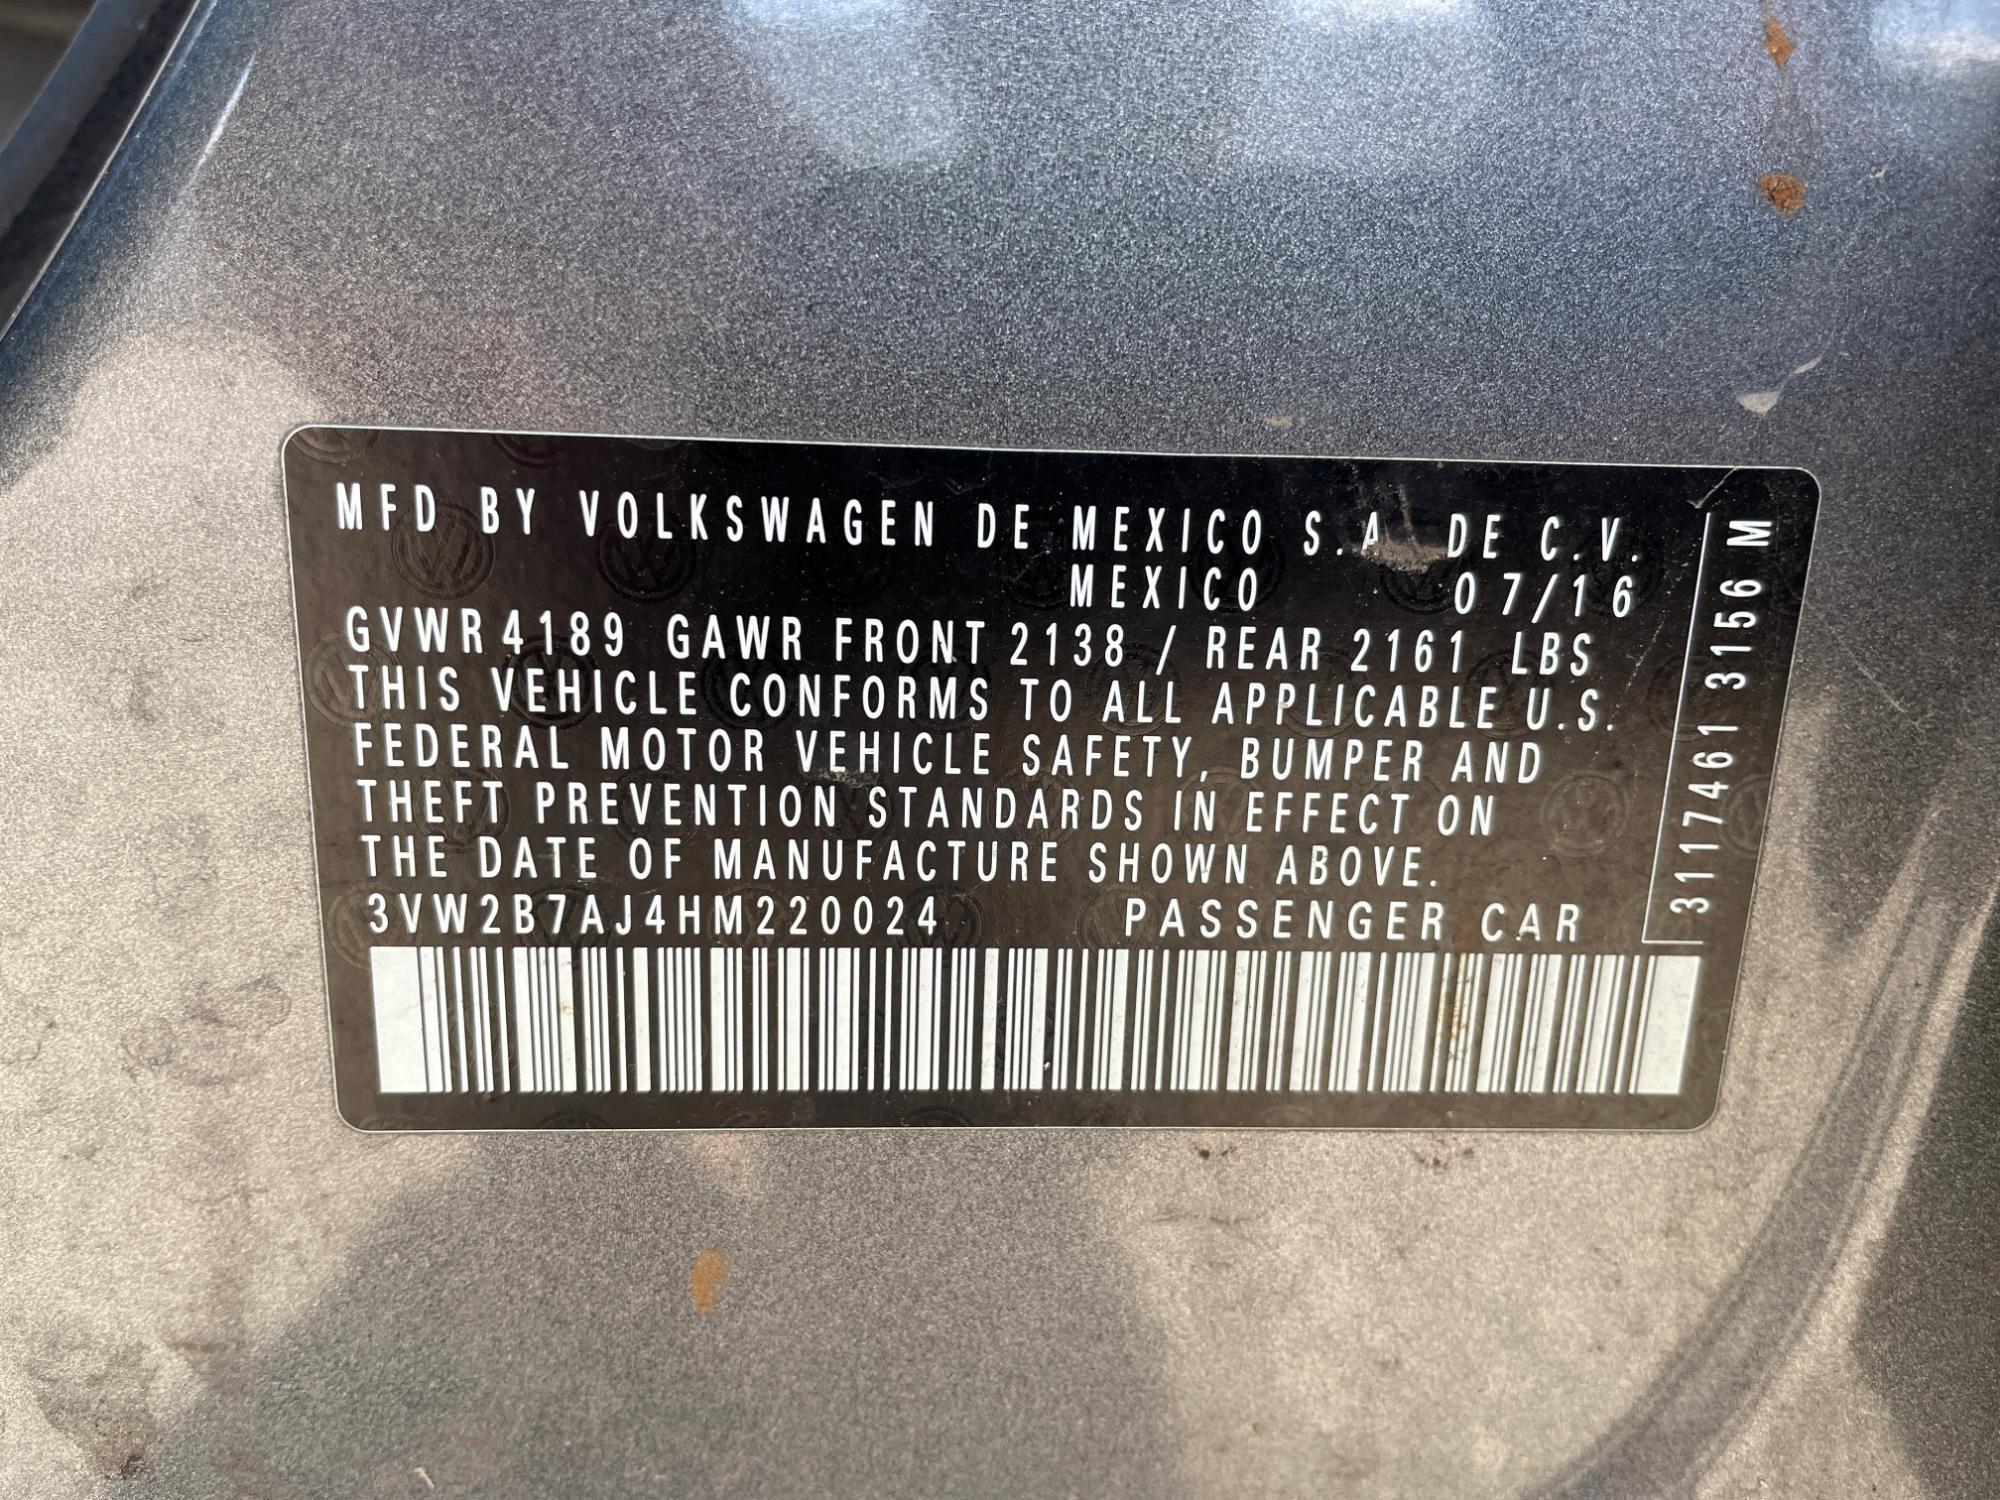 MFD BY VOLKSWAGEN DE MEXICO S.A. DE C.V.
MEXICO 07/16
GVWR 4189 GAWR FRONT 2138 / REAR 2161 LBS
THIS VEHICLE CONFORMS TO ALL APPLICABLE U.S.
FEDERAL MOTOR VEHICLE SAFETY, BUMPER AND
THEFT PREVENTION STANDARDS IN EFFECT ON
THE DATE OF MANUFACTURE SHOWN ABOVE.
3VW2B7AJ4HM220024 PASSENGER CAR
3117461 3156 M